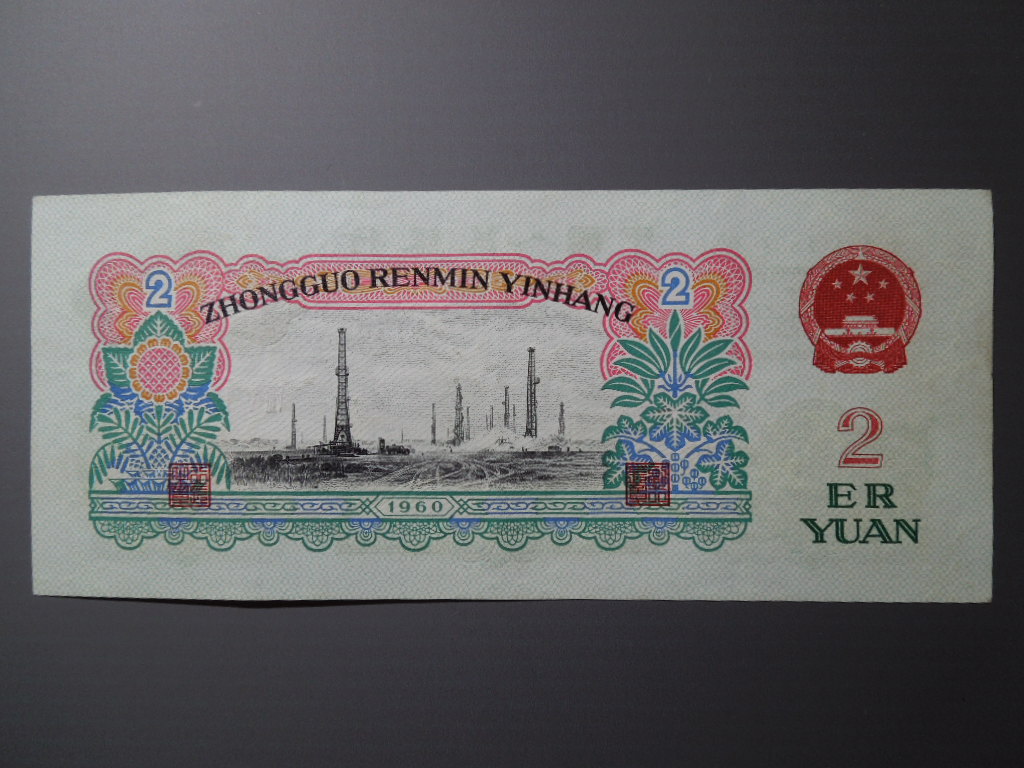 2
ZHONGGUO RENMIN YINHANG
2
1960
2
ER
YUAN